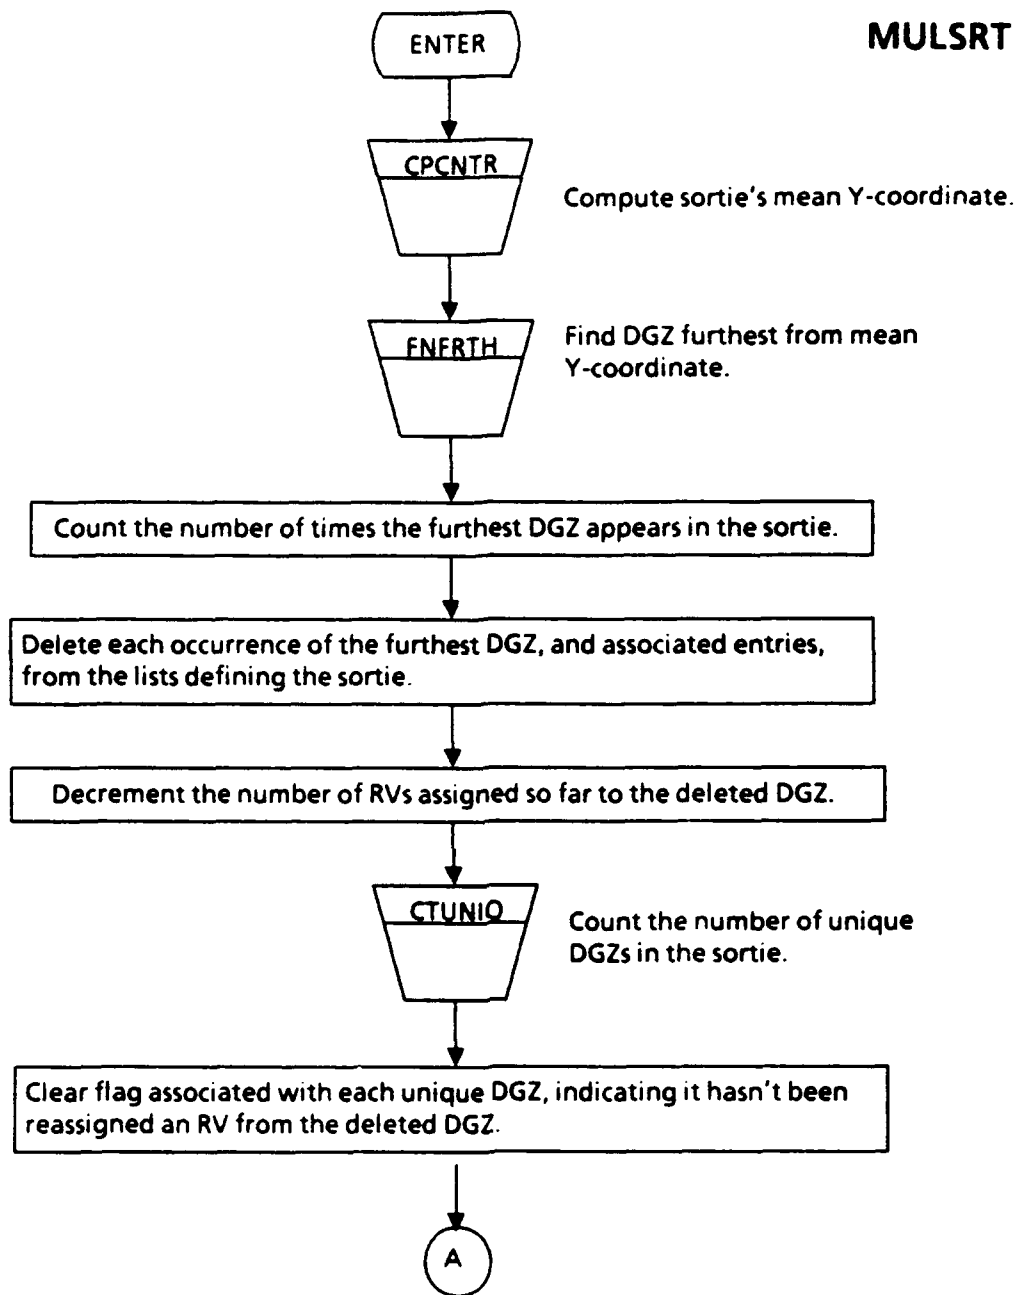 MULSRT
ENTER
CPCNTR
Compute sortie's mean Y-coordinate.
FNFRTH
Find DGZ furthest from mean
Y-coordinate.
Count the number of times the furthest DGZ appears in the sortie.
Delete each occurrence of the furthest DGZ, and associated entries,
from the lists defining the sortie.
Decrement the number of RVs assigned so far to the deleted DGZ.
CTUNIQ
Count the number of unique
DGZs in the sortie.
Clear flag associated with each unique DGZ, indicating it hasn't been
reassigned an RV from the deleted DGZ.
A